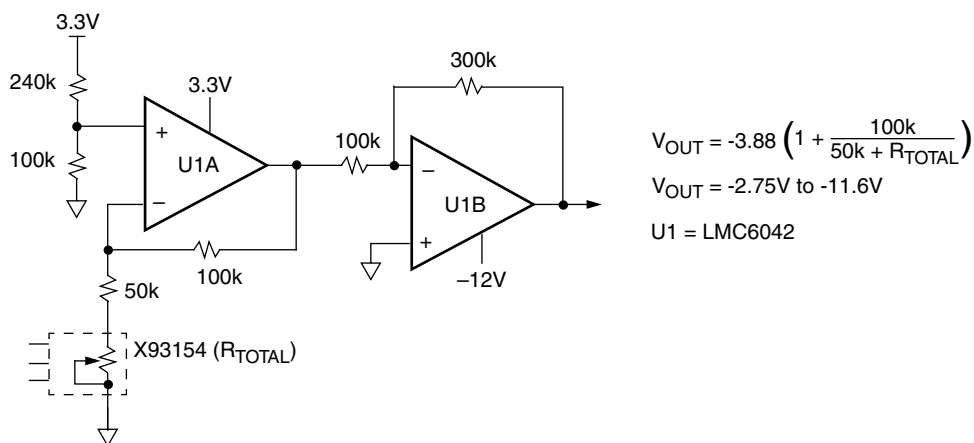 3.3V
240k
100k
+
−
3.3V
U1A
100k
50k
X93154 (RTOTAL)
100k
300k
−
+
U1B
–12V
VOUT = -3.88 (1 + 100k / 50k + RTOTAL)
VOUT = -2.75V to -11.6V
U1 = LMC6042